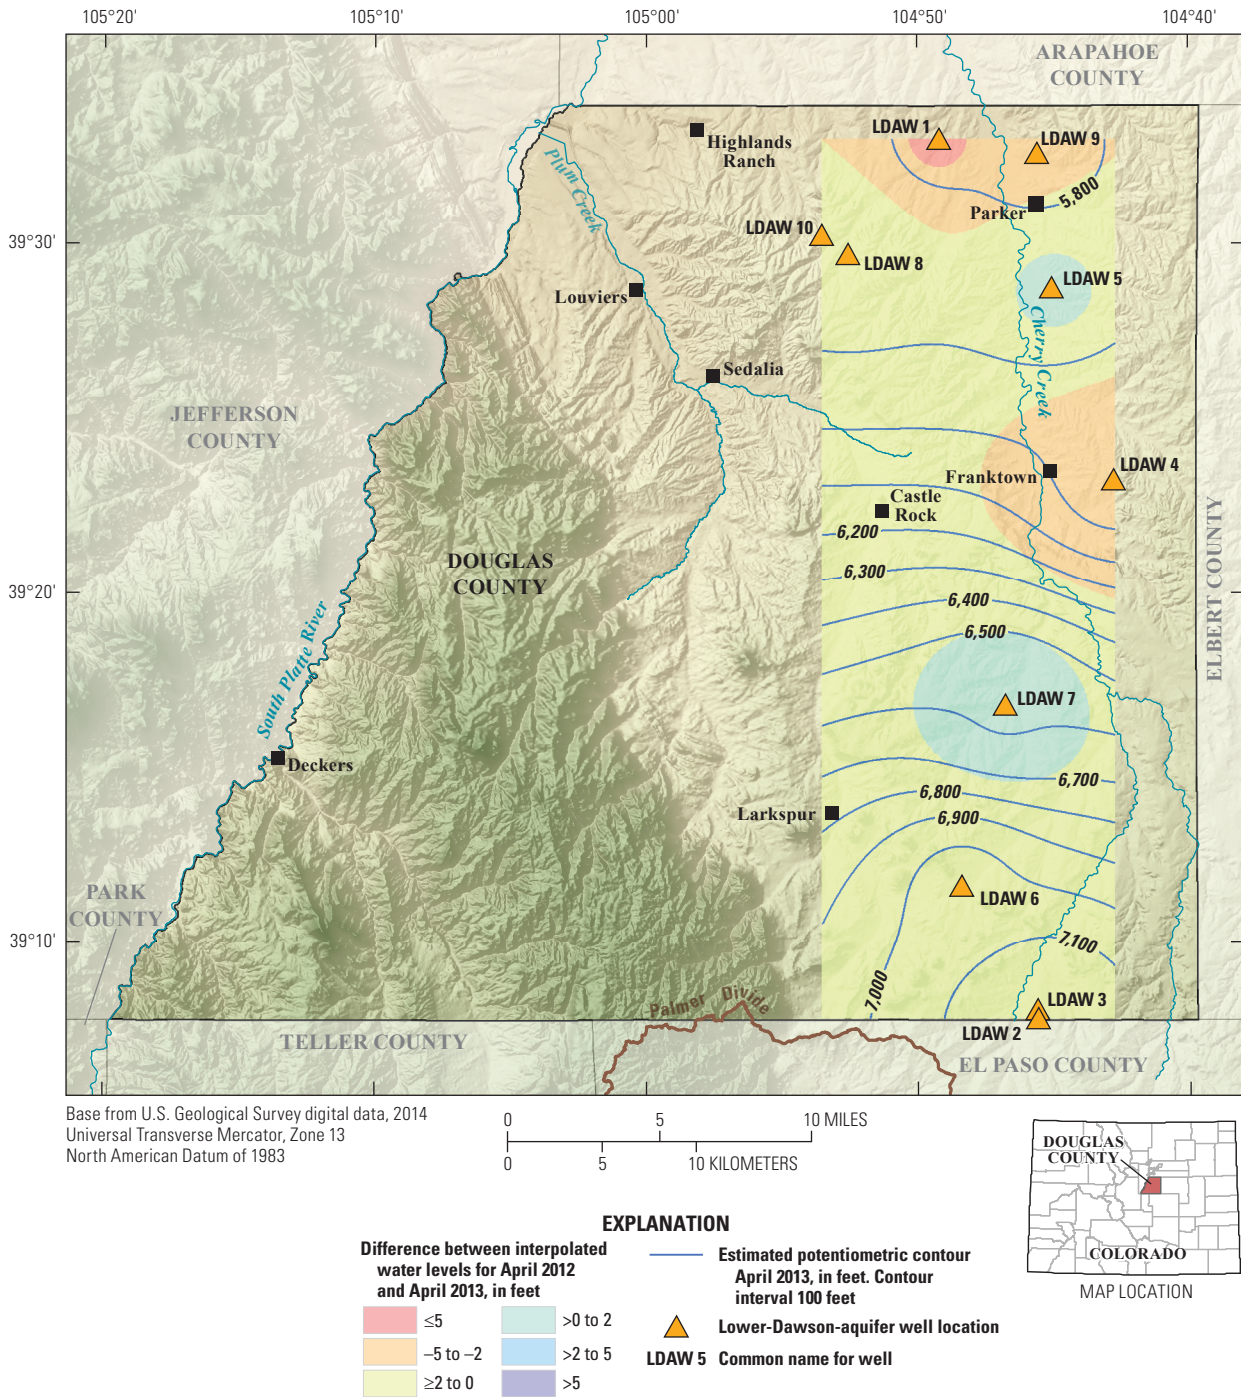 105°20'
105°10'
105°00'
104°50'
104°40'
ARAPAHOE
COUNTY
LDAW 1
LDAW 9
Highlands
Ranch
Plum Creek
5,800
Parker
LDAW 10
39°30'
LDAW 8
LDAW 5
Louviers
Cherry Creek
Sedalia
JEFFERSON
COUNTY
LDAW 4
Franktown
Castle
Rock
6,200
ELBERT COUNTY
DOUGLAS
COUNTY
6,300
39°20'
6,400
6,500
South Platte River
LDAW 7
Deckers
6,700
6,800
Larkspur
6,900
PARK
COUNTY
LDAW 6
39°10'
7,100
7,000
Palmer Divide
LDAW 3
LDAW 2
TELLER COUNTY
EL PASO COUNTY
Base from U.S. Geological Survey digital data, 2014
Universal Transverse Mercator, Zone 13
North American Datum of 1983
0 5 10 MILES
0 5 10 KILOMETERS
DOUGLAS
COUNTY
COLORADO
MAP LOCATION
EXPLANATION
Difference between interpolated
water levels for April 2012
and April 2013, in feet
≤5
–5 to –2
≥2 to 0
>0 to 2
>2 to 5
>5
Estimated potentiometric contour
April 2013, in feet. Contour
interval 100 feet
Lower-Dawson-aquifer well location
LDAW 5 Common name for well